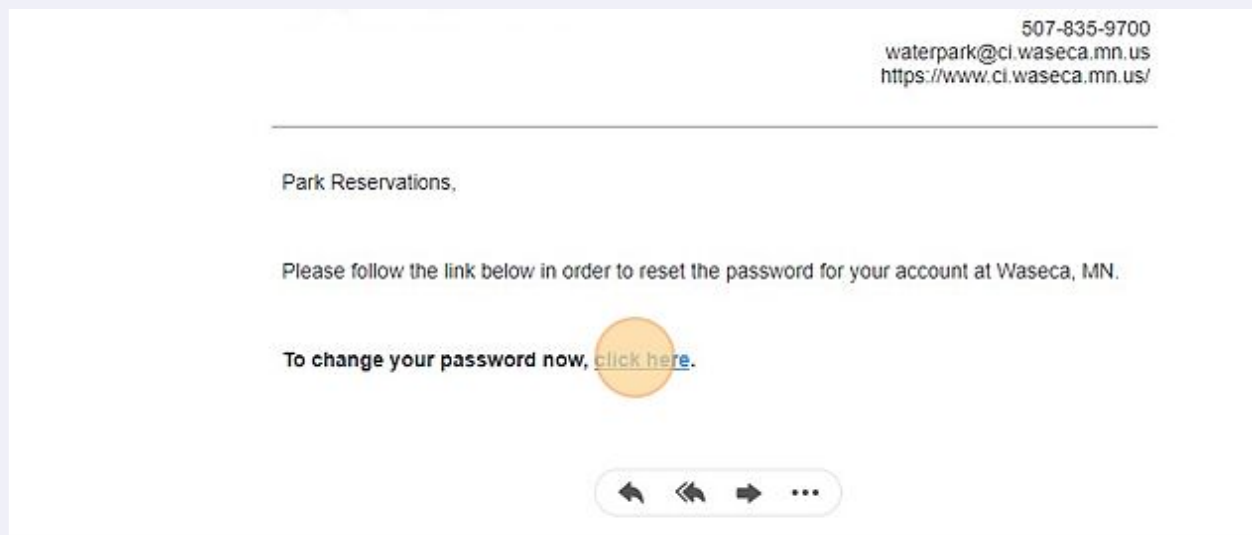 507-835-9700
waterpark@ci.waseca.mn.us
https://www.ci.waseca.mn.us/
Park Reservations,
Please follow the link below in order to reset the password for your account at Waseca, MN.
To change your password now, click here.